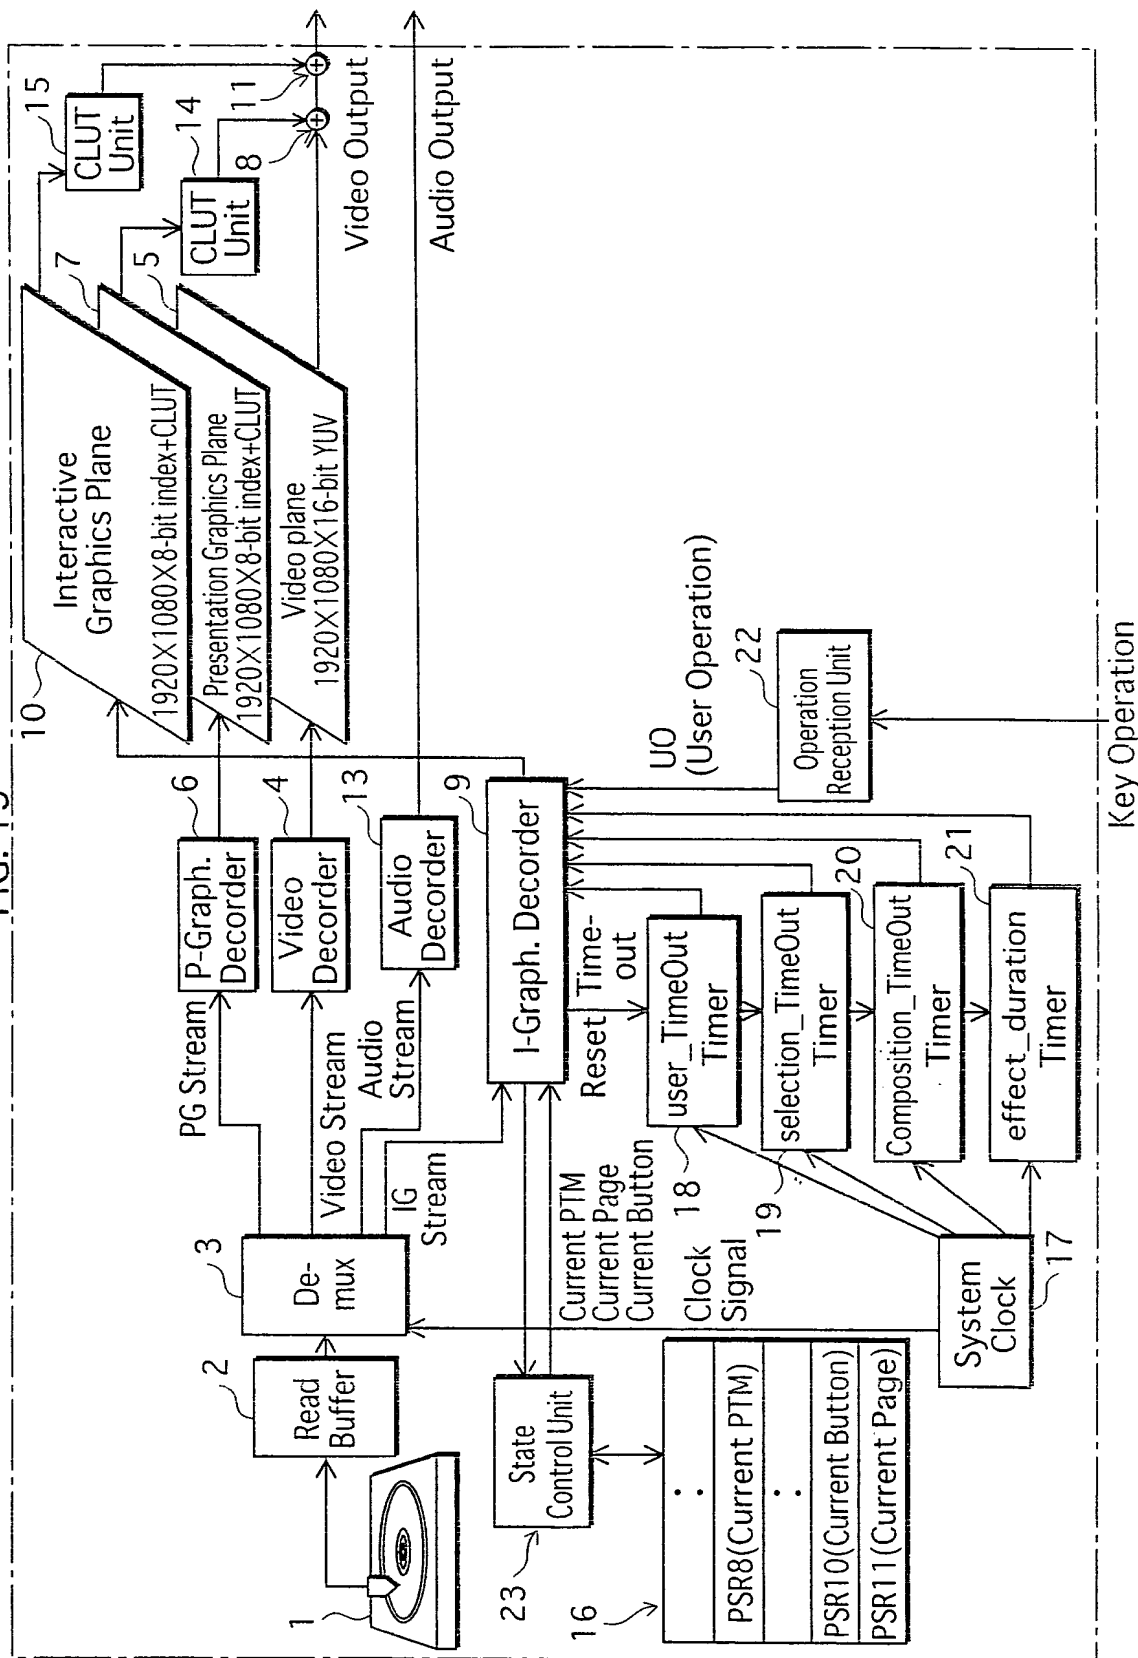 15
CLUT
Unit
14
CLUT
Unit
11
8
Video Output
Audio Output
7
5
10
Interactive
Graphics Plane
1920×1080×8-bit index+CLUT
Presentation Graphics Plane
1920×1080×8-bit index+CLUT
Video plane
1920×1080×16-bit YUV
6
P-Graph.
Decorder
4
Video
Decorder
13
Audio
Decorder
9
I-Graph. Decorder
PG Stream
Video Stream
Audio
Stream
IG
Stream
3
De-
mux
2
Read
Buffer
1
State
Control Unit
23
Current PTM
Current Page
Current Button
Reset
Time-
out
UO
(User Operation)
22
Operation
Reception Unit
Key Operation
18
user_TimeOut
Timer
19
selection_TimeOut
Timer
20
Composition_TimeOut
Timer
21
effect_duration
Timer
Clock
Signal
17
System
Clock
16
PSR8(Current PTM)
PSR10(Current Button)
PSR11(Current Page)